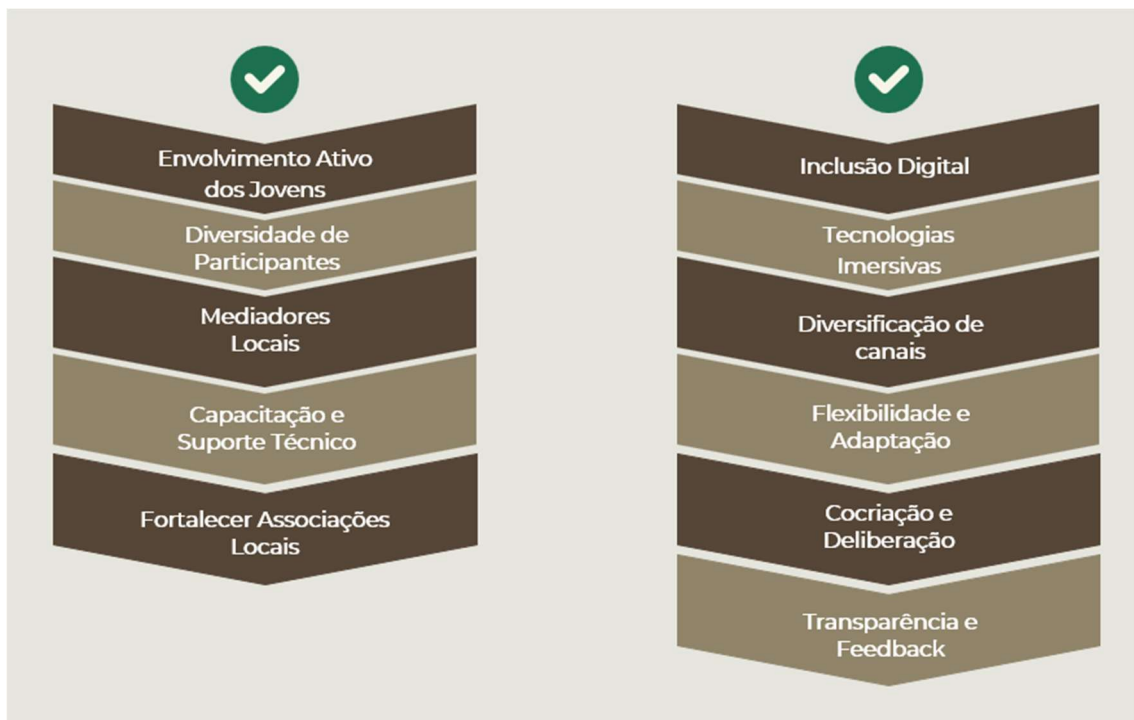 Envolvimento Ativo
dos Jovens
Diversidade de
Participantes
Mediadores
Locais
Capacitação e
Suporte Técnico
Fortalecer Associações
Locais
Inclusão Digital
Tecnologias
Imersivas
Diversificação de
canais
Flexibilidade e
Adaptação
Cocriação e
Deliberação
Transparência e
Feedback